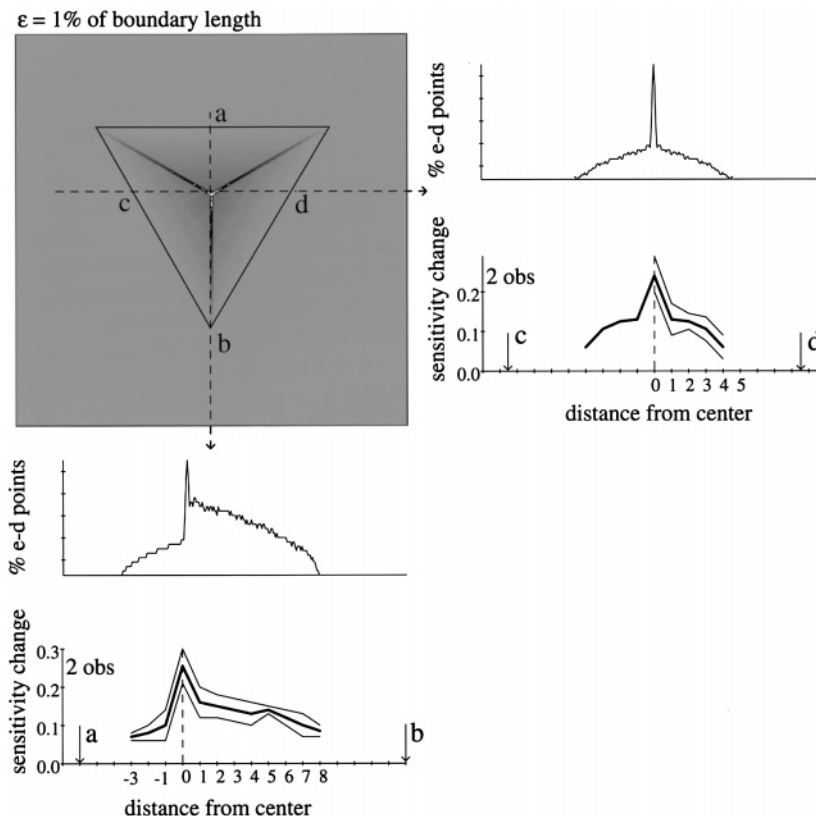 ε = 1% of boundary length
a
c
d
b
% e-d points
sensitivity change
2 obs
0.2
0.1
0.0
c
d
0 1 2 3 4 5
distance from center
% e-d points
sensitivity change
0.3
2 obs
0.2
0.1
0.0
a
b
-3 -1 0 1 2 3 4 5 6 7 8
distance from center